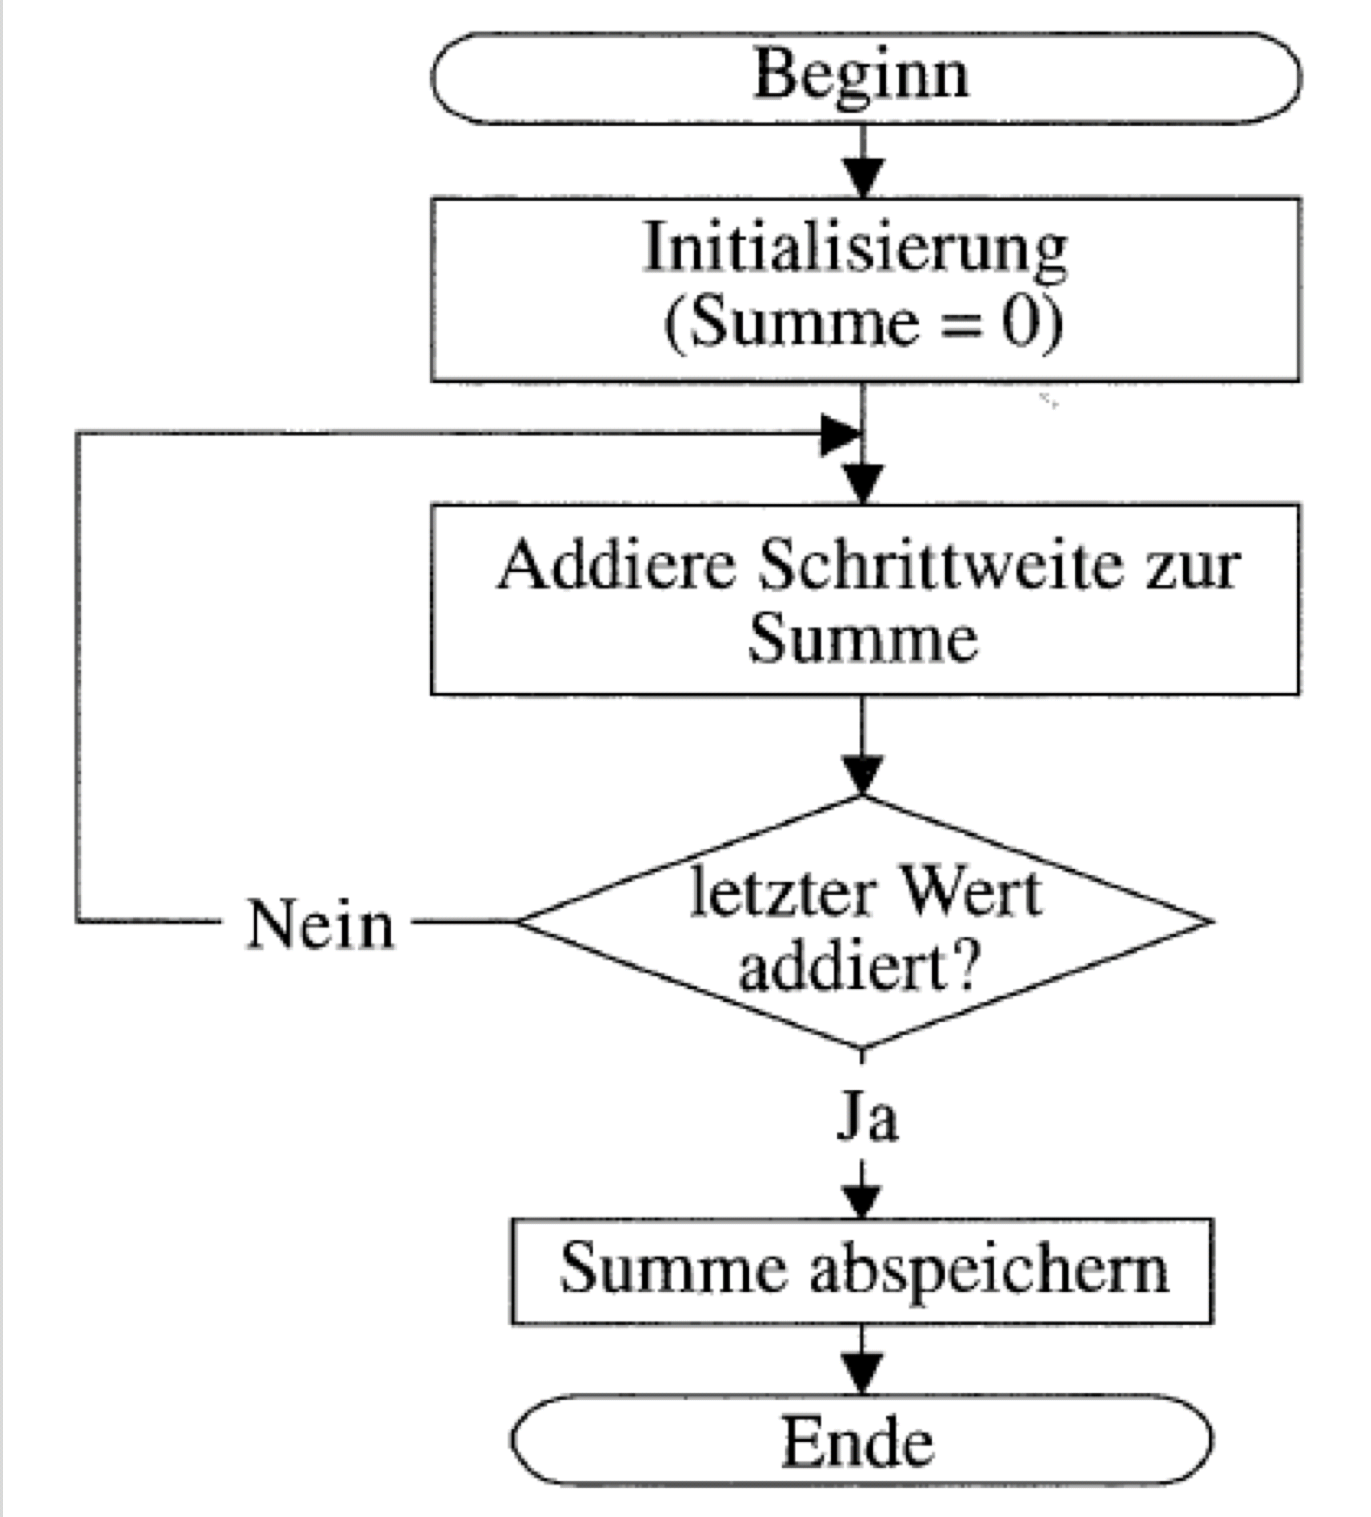 Beginn
Initialisierung
(Summe = 0)
Addiere Schrittweite zur
Summe
letzter Wert
addiert?
Nein
Ja
Summe abspeichern
Ende